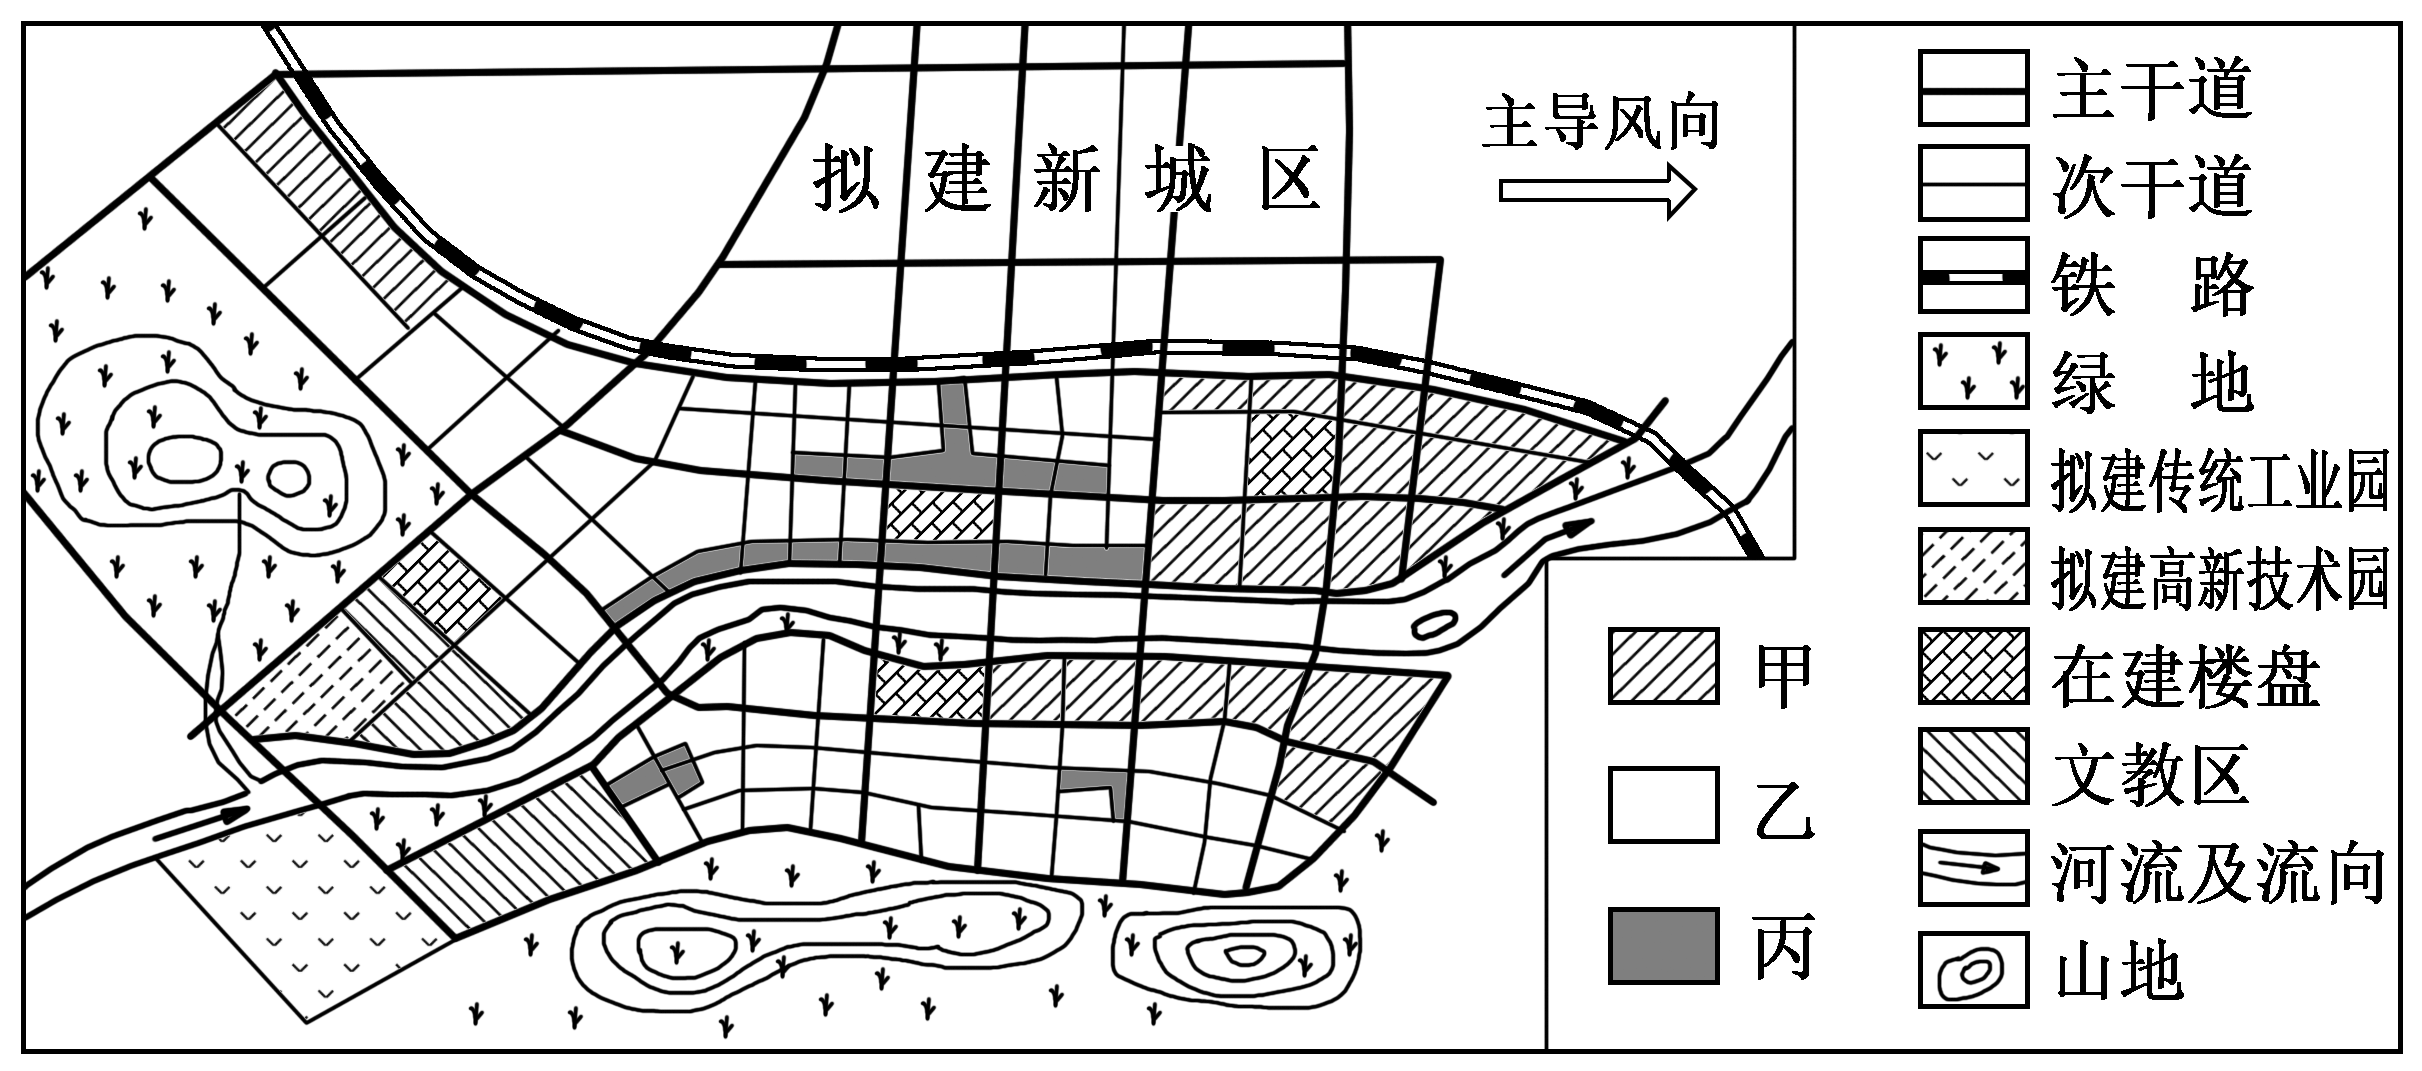 拟建新城区
主导风向
主干道
次干道
铁路
绿地
拟建传统工业园
拟建高新技术园
在建楼盘
文教区
河流及流向
山地
甲
乙
丙